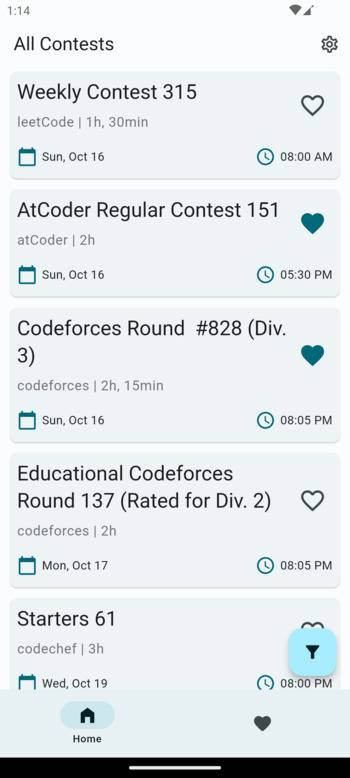 1:14
All Contests
Weekly Contest 315
leetCode | 1h, 30min
Sun, Oct 16
08:00 AM
AtCoder Regular Contest 151
atCoder | 2h
Sun, Oct 16
05:30 PM
Codeforces Round  #828 (Div.
3)
codeforces | 2h, 15min
Sun, Oct 16
08:05 PM
Educational Codeforces
Round 137 (Rated for Div. 2)
codeforces | 2h
Mon, Oct 17
08:05 PM
Starters 61
codechef | 3h
Wed, Oct 19
08:00 PM
Home